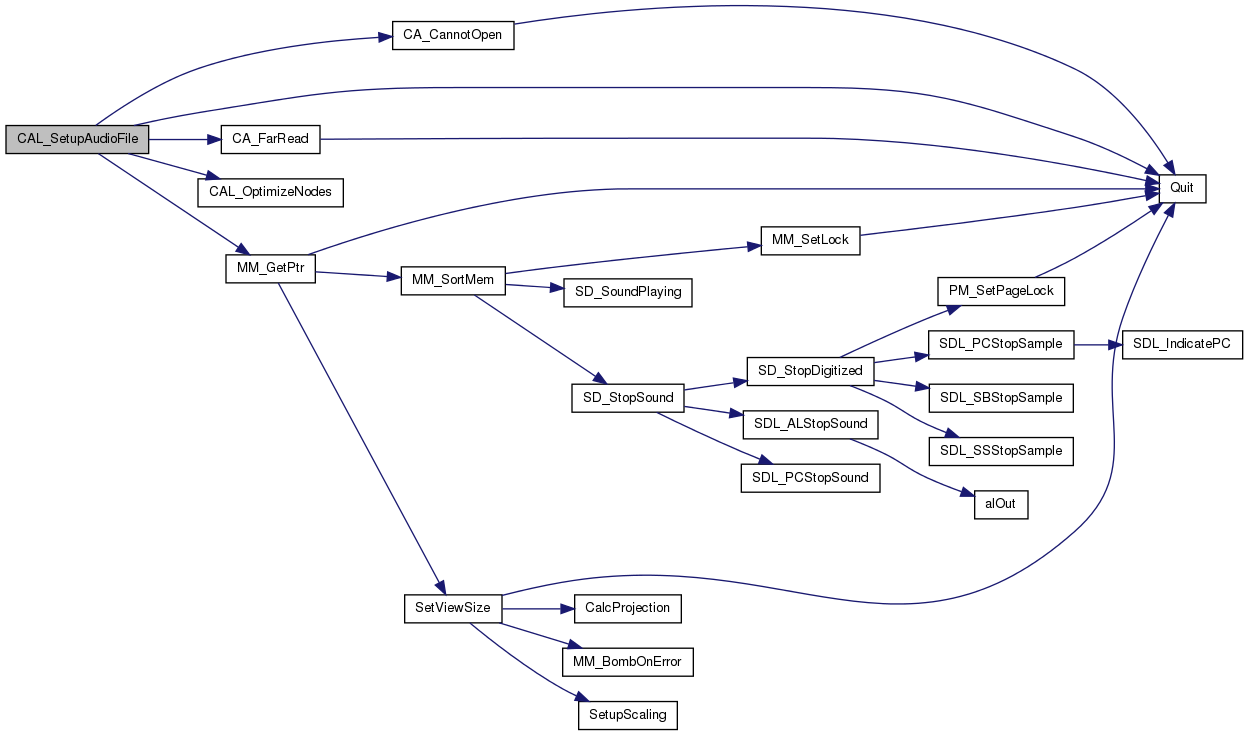 CA_CannotOpen
CAL_SetupAudioFile
CA_FarRead
CAL_OptimizeNodes
Quit
MM_GetPtr
MM_SortMem
MM_SetLock
SD_SoundPlaying
PM_SetPageLock
SDL_PCStopSample
SDL_IndicatePC
SD_StopDigitized
SD_StopSound
SDL_SBStopSample
SDL_ALStopSound
SDL_SSStopSample
SDL_PCStopSound
alOut
SetViewSize
CalcProjection
MM_BombOnError
SetupScaling